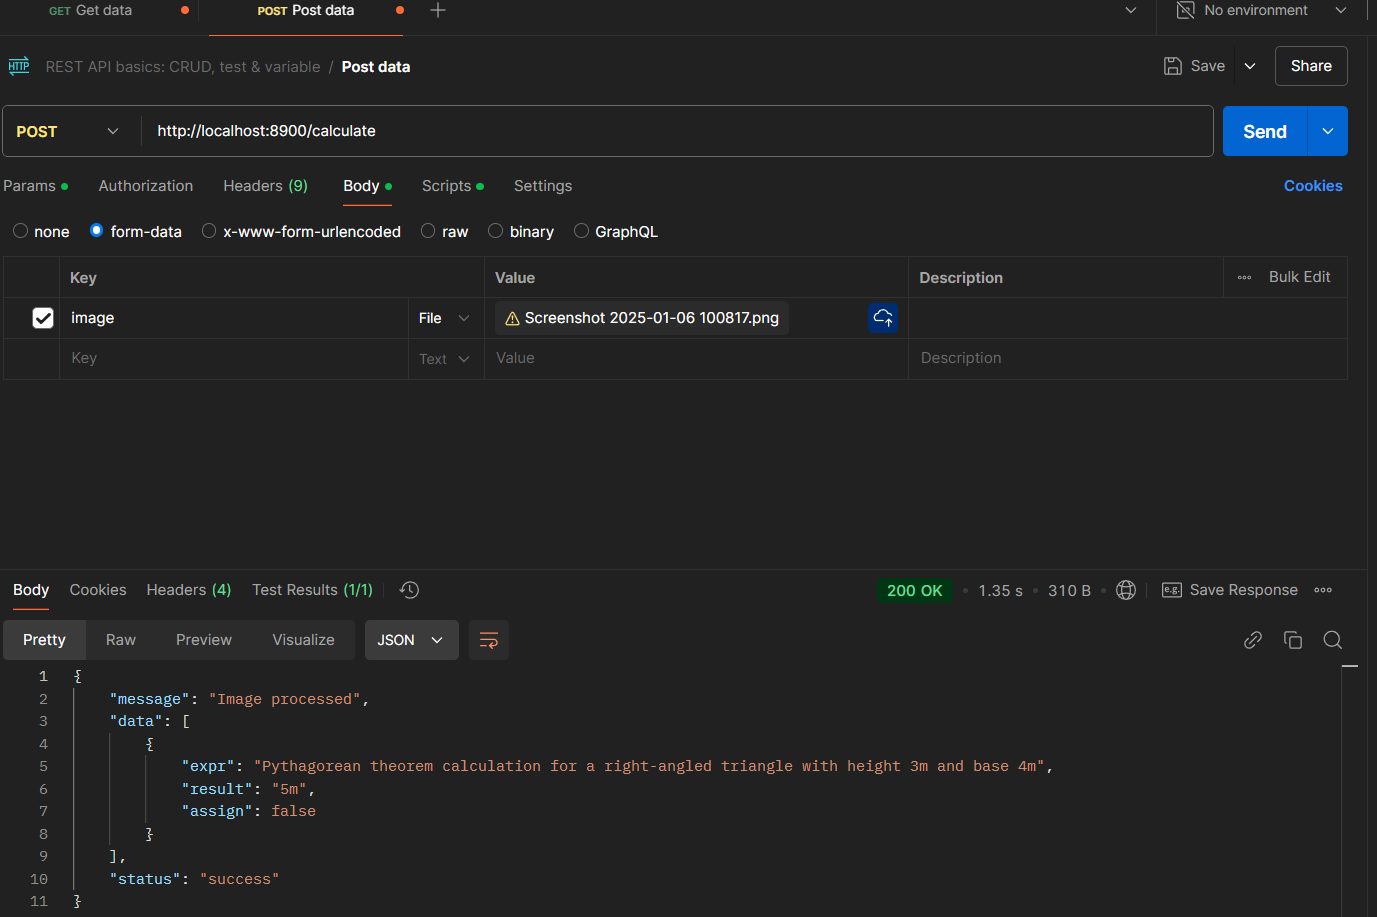 GET Get data
POST Post data
No environment
HTTP REST API basics: CRUD, test & variable / Post data
Save
Share
POST
http://localhost:8900/calculate
Send
Params
Authorization
Headers (9)
Body
Scripts
Settings
Cookies
none
form-data
x-www-form-urlencoded
raw
binary
GraphQL
Key
Value
Description
Bulk Edit
image
File
Screenshot 2025-01-06 100817.png
Key
Text
Value
Description
Body
Cookies
Headers (4)
Test Results (1/1)
200 OK
1.35 s
310 B
e.g. Save Response
Pretty
Raw
Preview
Visualize
JSON
1 {
2 "message": "Image processed",
3 "data": [
4 {
5 "expr": "Pythagorean theorem calculation for a right-angled triangle with height 3m and base 4m",
6 "result": "5m",
7 "assign": false
8 }
9 ],
10 "status": "success"
11 }